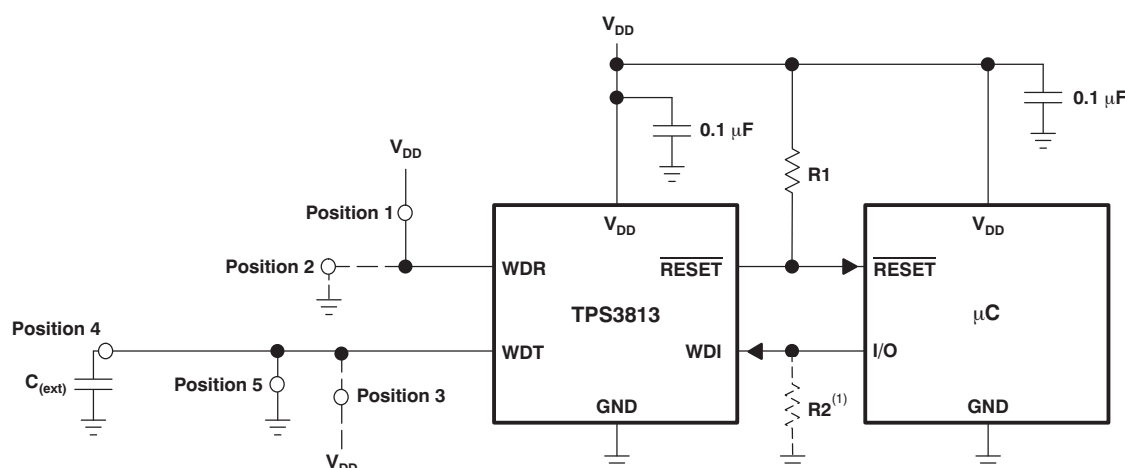 VDD
0.1 µF
0.1 µF
VDD
R1
Position 1
VDD
VDD
Position 2
WDR
RESET
RESET
TPS3813
µC
Position 4
WDT
WDI
I/O
C(ext)
Position 5
Position 3
R2(1)
GND
GND
VDD